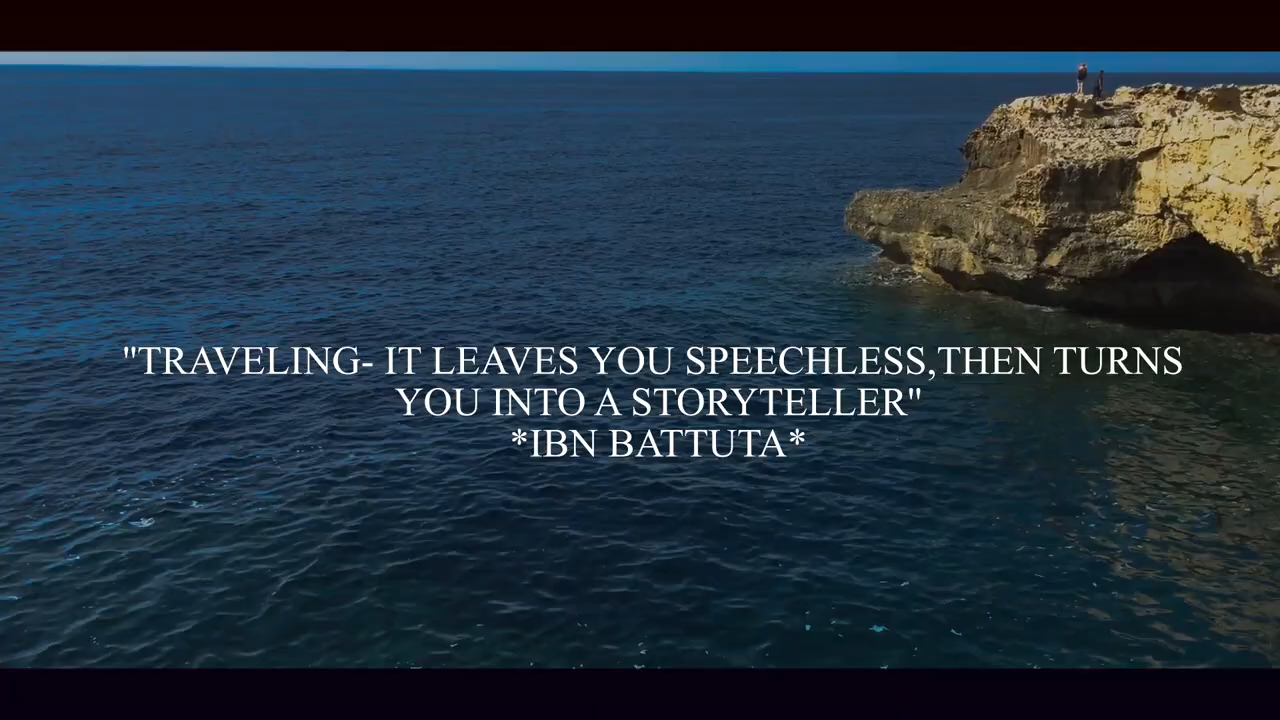 "TRAVELING- IT LEAVES YOU SPEECHLESS,THEN TURNS
YOU INTO A STORYTELLER"
*IBN BATTUTA*